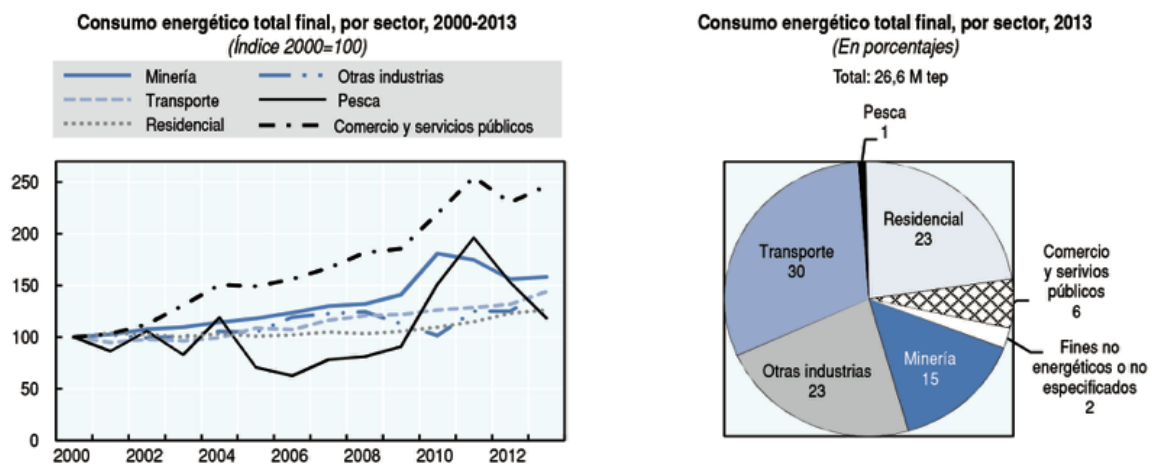 Consumo energético total final, por sector, 2000-2013
(Índice 2000=100)
Minería
Otras industrias
Transporte
Pesca
Residencial
Comercio y servicios públicos
250
200
150
100
50
0
2000 2002 2004 2006 2008 2010 2012
Consumo energético total final, por sector, 2013
(En porcentajes)
Total: 26,6 M tep
Pesca
1
Residencial
23
Comercio
y serivios
públicos
6
Fines no
energéticos o no
especificados
2
Minería
15
Otras industrias
23
Transporte
30